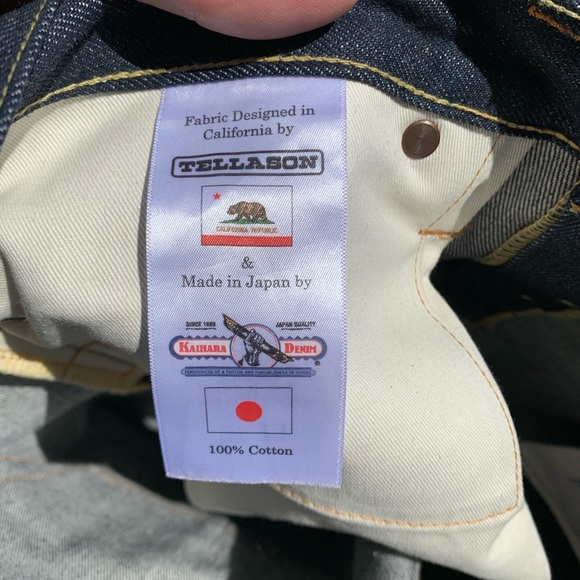 Fabric Designed in
California by
TELLASON
CALIFORNIA REPUBLIC
&
Made in Japan by
SINCE 1893 JAPAN QUALITY
KAIHARA DENIM
®
100% Cotton